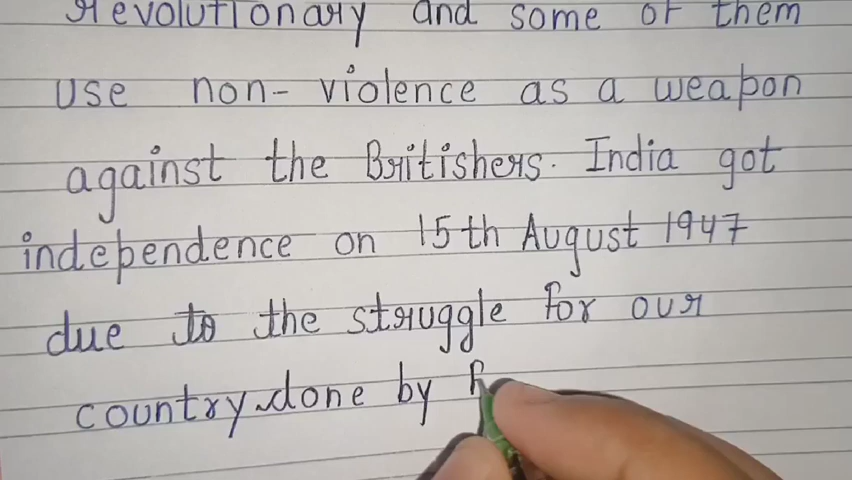 revolutionary and some of them
use non-violence as a weapon
against the Britishers. India got
independence on 15th August 1947
due to the struggle for our
country done by